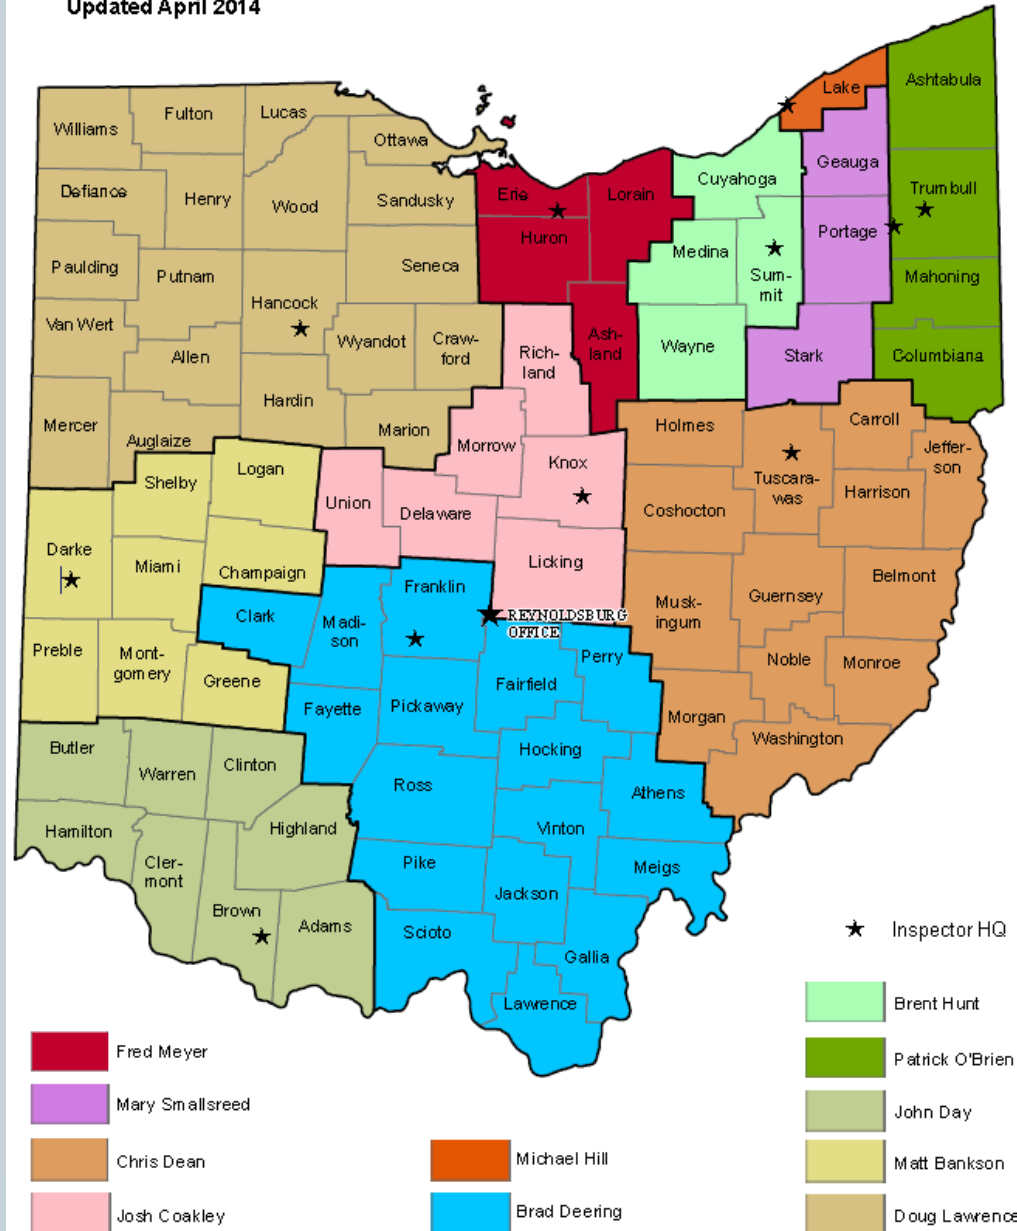 Updated April 2014
Williams
Fulton
Lucas
Ottawa
Defiance
Henry
Wood
Sandusky
Paulding
Putnam
Hancock
Seneca
Van Wert
Allen
Wyandot
Craw-
ford
Mercer
Auglaize
Hardin
Marion
Erie
Lorain
Huron
Ash-
land
Cuyahoga
Medina
Sum-
mit
Wayne
Lake
Geauga
Portage
Stark
Ashtabula
Trumbull
Mahoning
Columbiana
Rich-
land
Morrow
Knox
Union
Delaware
Licking
Holmes
Tuscara-
was
Carroll
Jeffer-
son
Coshocton
Harrison
Belmont
Musk-
ingum
Guernsey
Noble
Monroe
Morgan
Washington
Logan
Shelby
Darke
Miami
Champaign
Preble
Mont-
gomery
Greene
Clark
Madi-
son
Franklin
REYNOLDSBURG
OFFICE
Fayette
Pickaway
Fairfield
Perry
Hocking
Ross
Athens
Vinton
Pike
Meigs
Jackson
Scioto
Gallia
Lawrence
Butler
Warren
Clinton
Hamilton
Cler-
mont
Highland
Brown
Adams
Inspector HQ
Fred Meyer
Mary Smallsreed
Chris Dean
Josh Coakley
Michael Hill
Brad Deering
Brent Hunt
Patrick O'Brien
John Day
Matt Bankson
Doug Lawrence